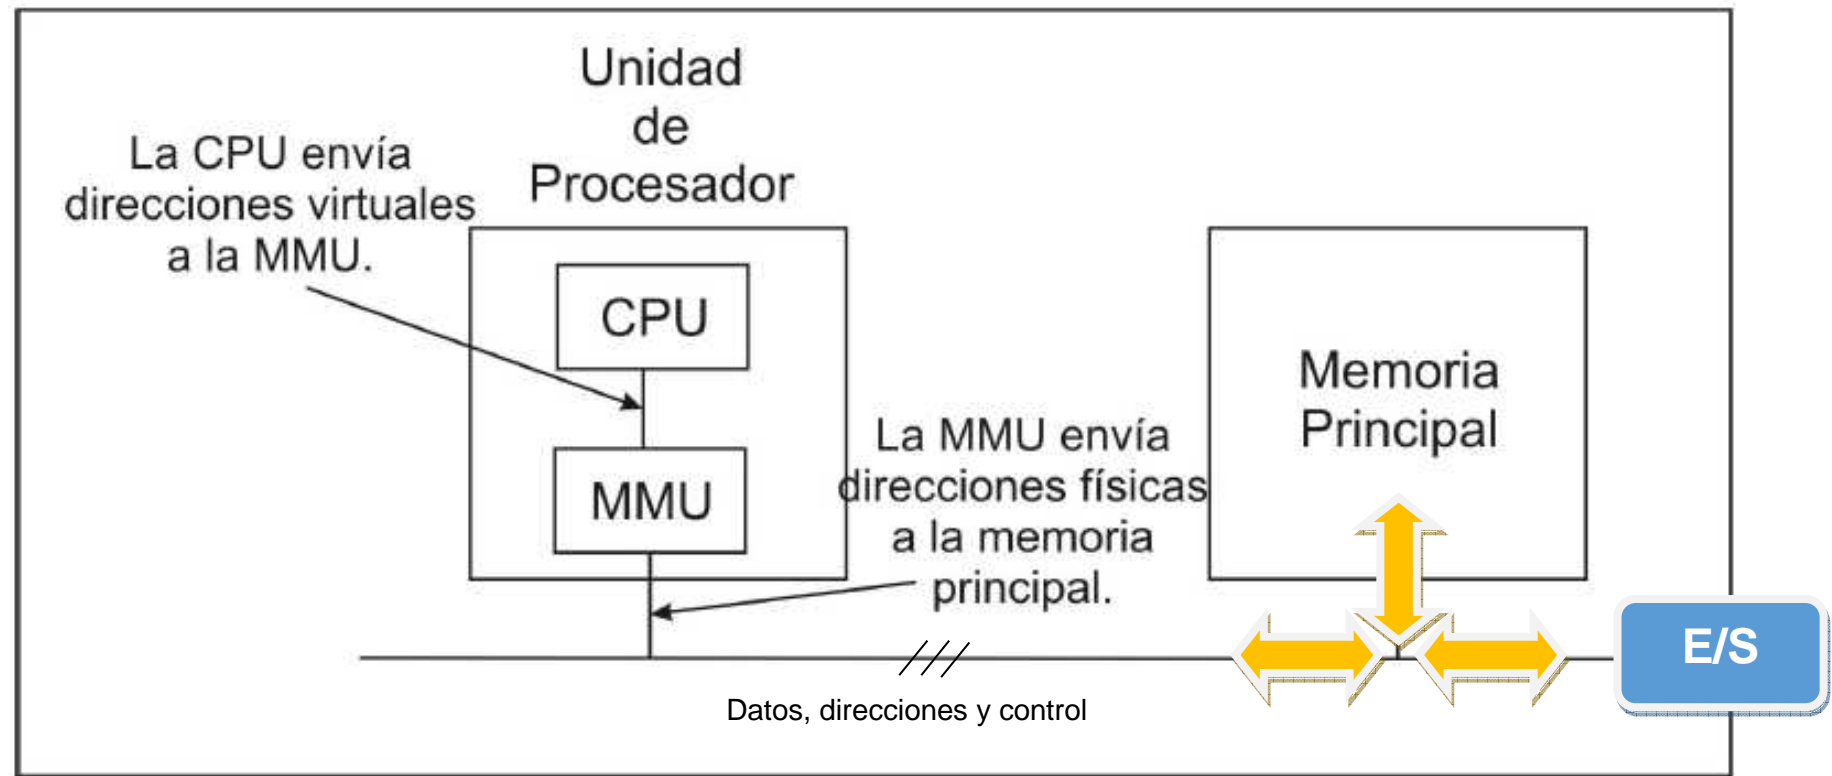 Unidad
de
Procesador
La CPU envía
direcciones virtuales
a la MMU.
CPU
MMU
La MMU envía
direcciones físicas
a la memoria
principal.
Memoria
Principal
E/S
Datos, direcciones y control